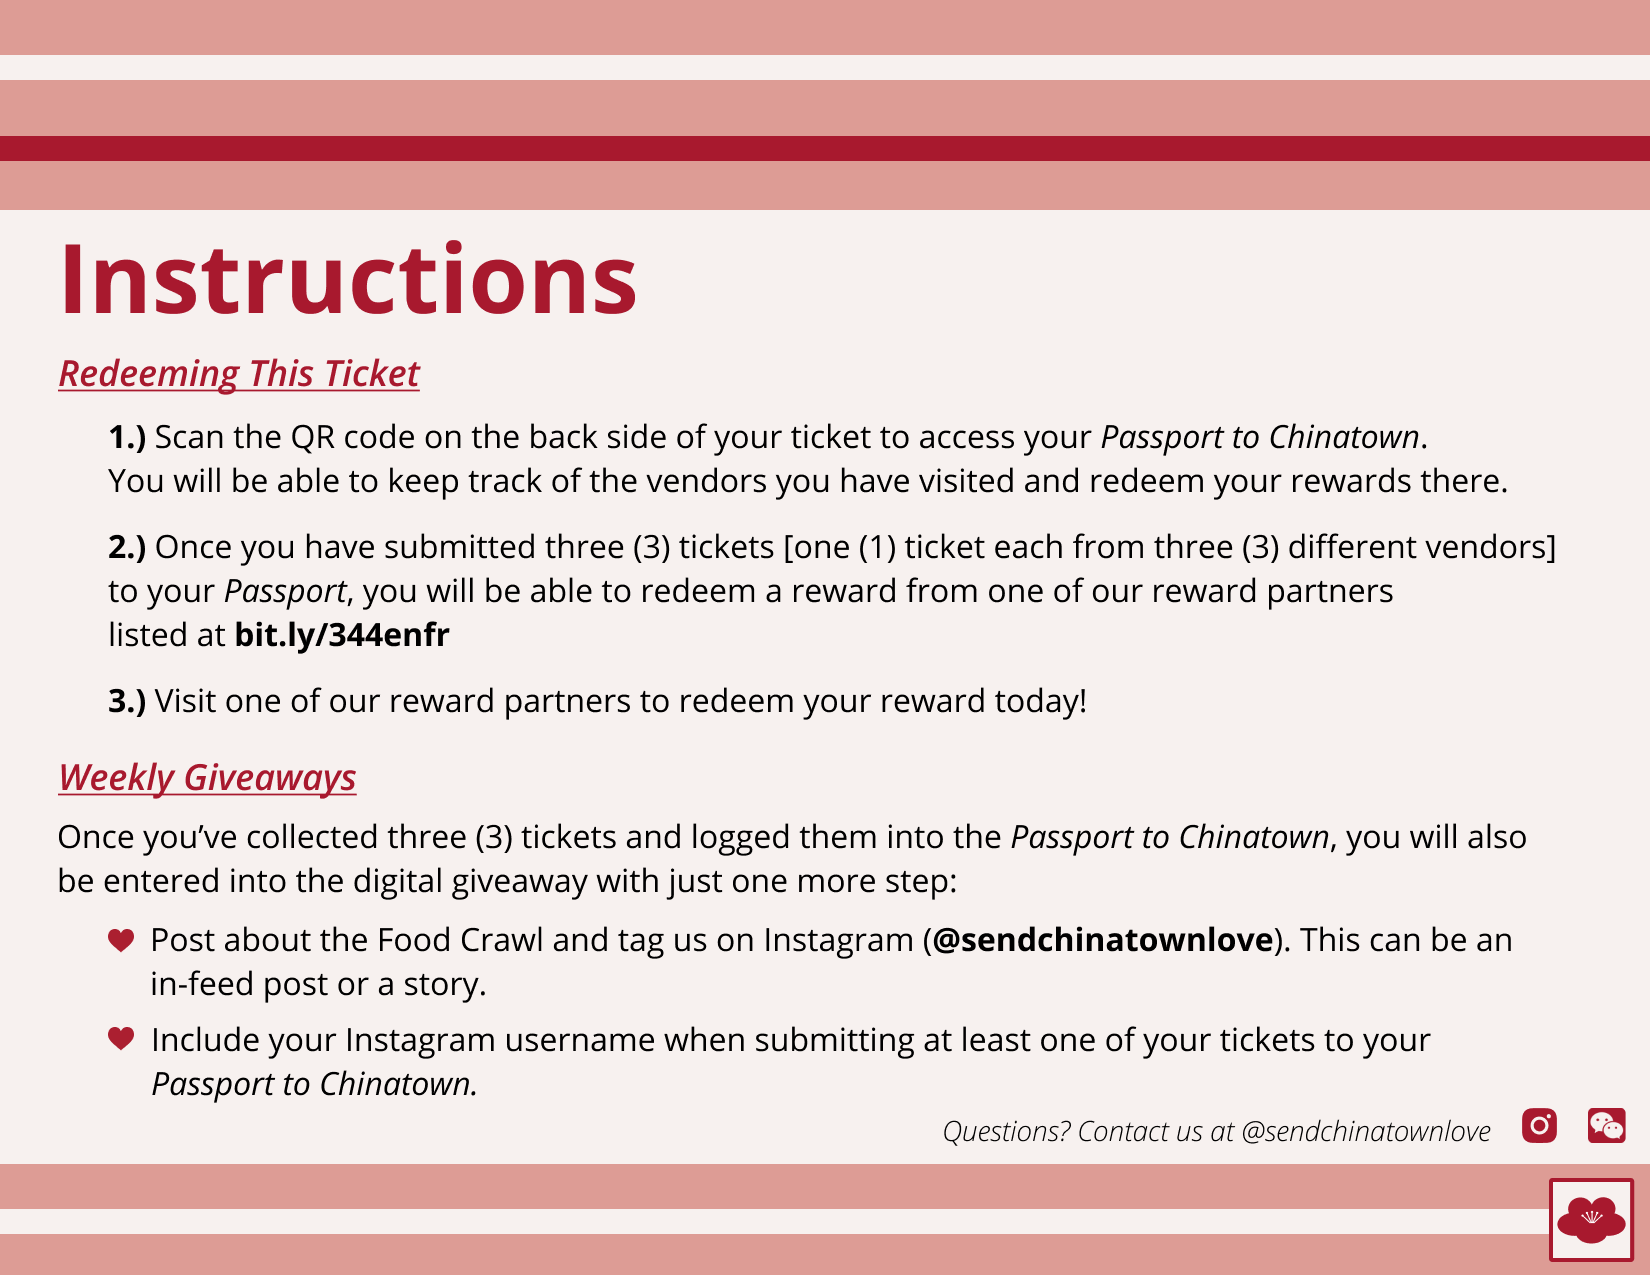 Instructions
Redeeming This Ticket
1.) Scan the QR code on the back side of your ticket to access your Passport to Chinatown.
You will be able to keep track of the vendors you have visited and redeem your rewards there.
2.) Once you have submitted three (3) tickets [one (1) ticket each from three (3) different vendors]
to your Passport, you will be able to redeem a reward from one of our reward partners
listed at bit.ly/344enfr
3.) Visit one of our reward partners to redeem your reward today!
Weekly Giveaways
Once you’ve collected three (3) tickets and logged them into the Passport to Chinatown, you will also
be entered into the digital giveaway with just one more step:
Post about the Food Crawl and tag us on Instagram (@sendchinatownlove). This can be an
in-feed post or a story.
Include your Instagram username when submitting at least one of your tickets to your
Passport to Chinatown.
Questions? Contact us at @sendchinatownlove